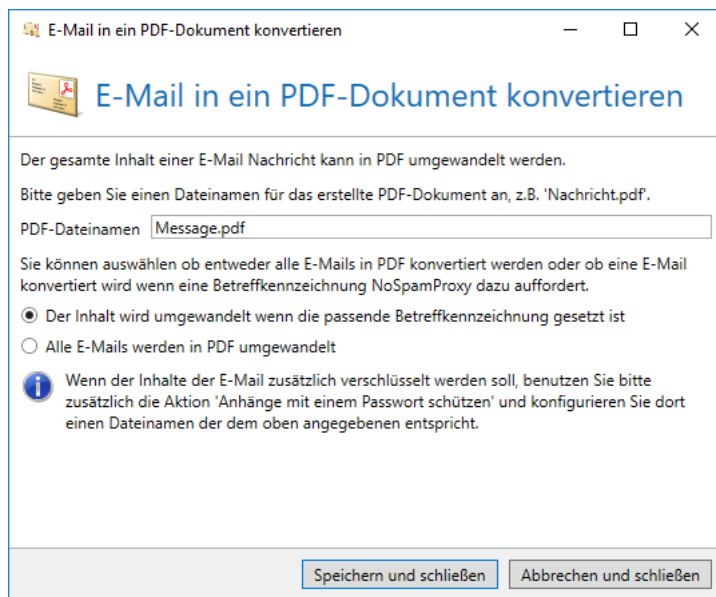 E-Mail in ein PDF-Dokument konvertieren
E-Mail in ein PDF-Dokument konvertieren
Der gesamte Inhalt einer E-Mail Nachricht kann in PDF umgewandelt werden.
Bitte geben Sie einen Dateinamen für das erstellte PDF-Dokument an, z.B. 'Nachricht.pdf'.
PDF-Dateinamen Message.pdf
Sie können auswählen ob entweder alle E-Mails in PDF konvertiert werden oder ob eine E-Mail
konvertiert wird wenn eine Betreffkennzeichnung NoSpamProxy dazu auffordert.
Der Inhalt wird umgewandelt wenn die passende Betreffkennzeichnung gesetzt ist
Alle E-Mails werden in PDF umgewandelt
Wenn der Inhalte der E-Mail zusätzlich verschlüsselt werden soll, benutzen Sie bitte
zusätzlich die Aktion 'Anhänge mit einem Passwort schützen' und konfigurieren Sie dort
einen Dateinamen der dem oben angegebenen entspricht.
Speichern und schließen Abbrechen und schließen